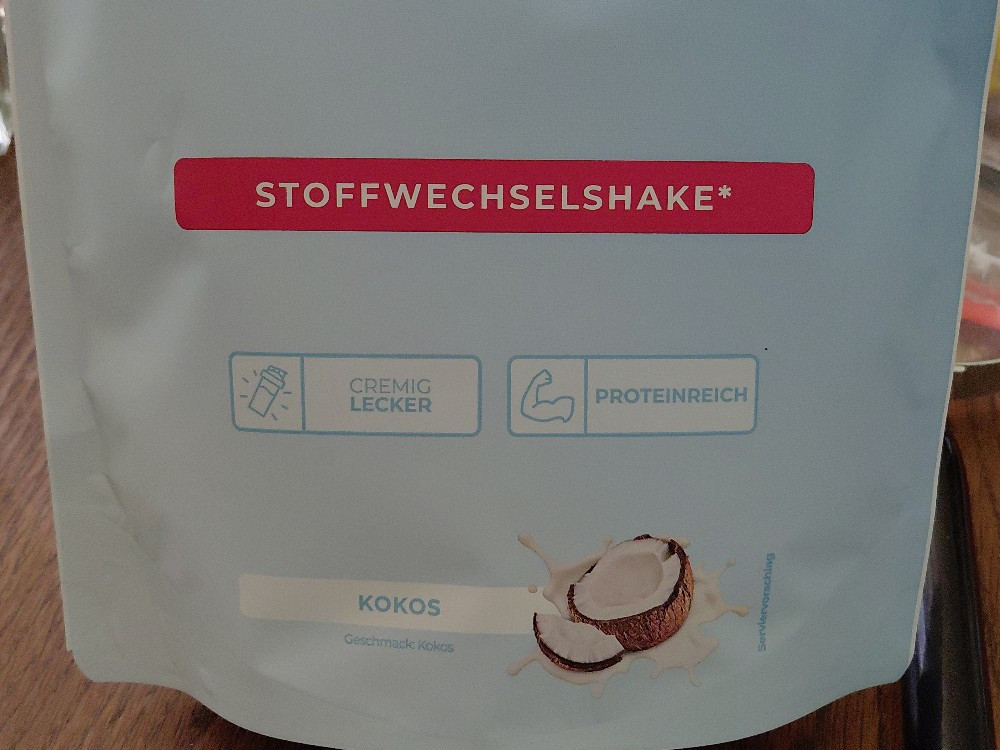 STOFFWECHSELSHAKE*
CREMIG
LECKER
PROTEINREICH
KOKOS
Geschmack: Kokos
Serviervorschlag